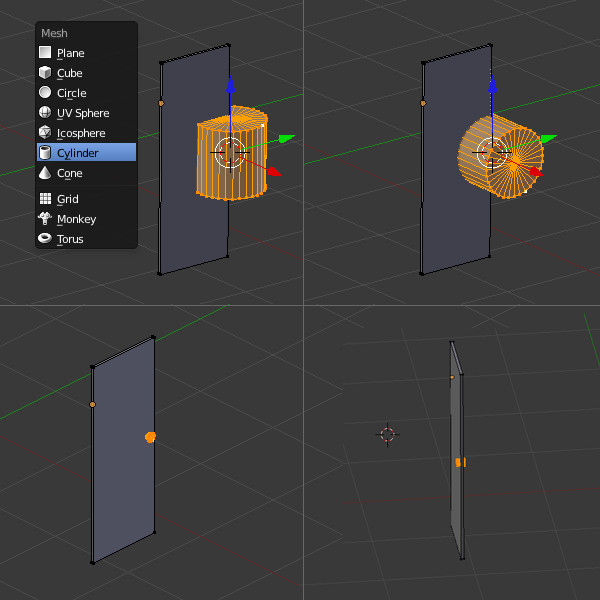 Mesh
Plane
Cube
Circle
UV Sphere
Icosphere
Cylinder
Cone
Grid
Monkey
Torus